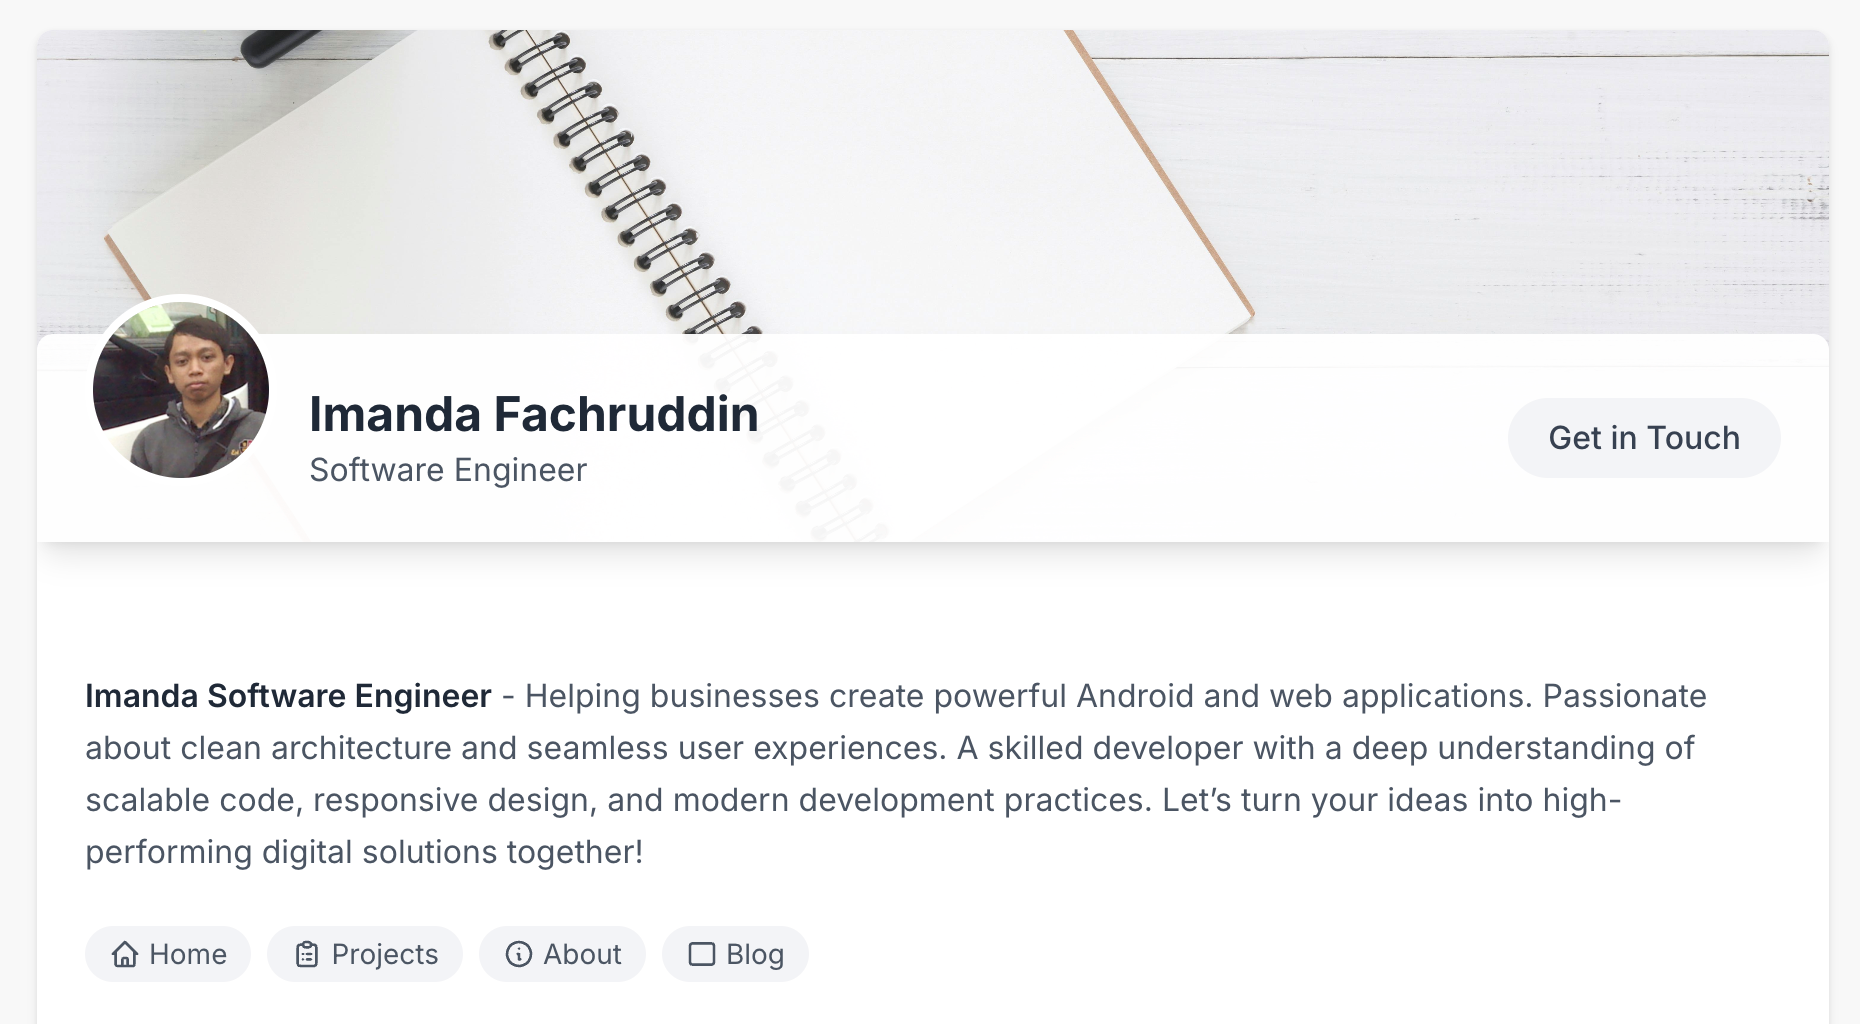 Imanda Fachruddin
Software Engineer
Get in Touch
Imanda Software Engineer - Helping businesses create powerful Android and web applications. Passionate
about clean architecture and seamless user experiences. A skilled developer with a deep understanding of
scalable code, responsive design, and modern development practices. Let’s turn your ideas into high-
performing digital solutions together!
Home
Projects
About
Blog